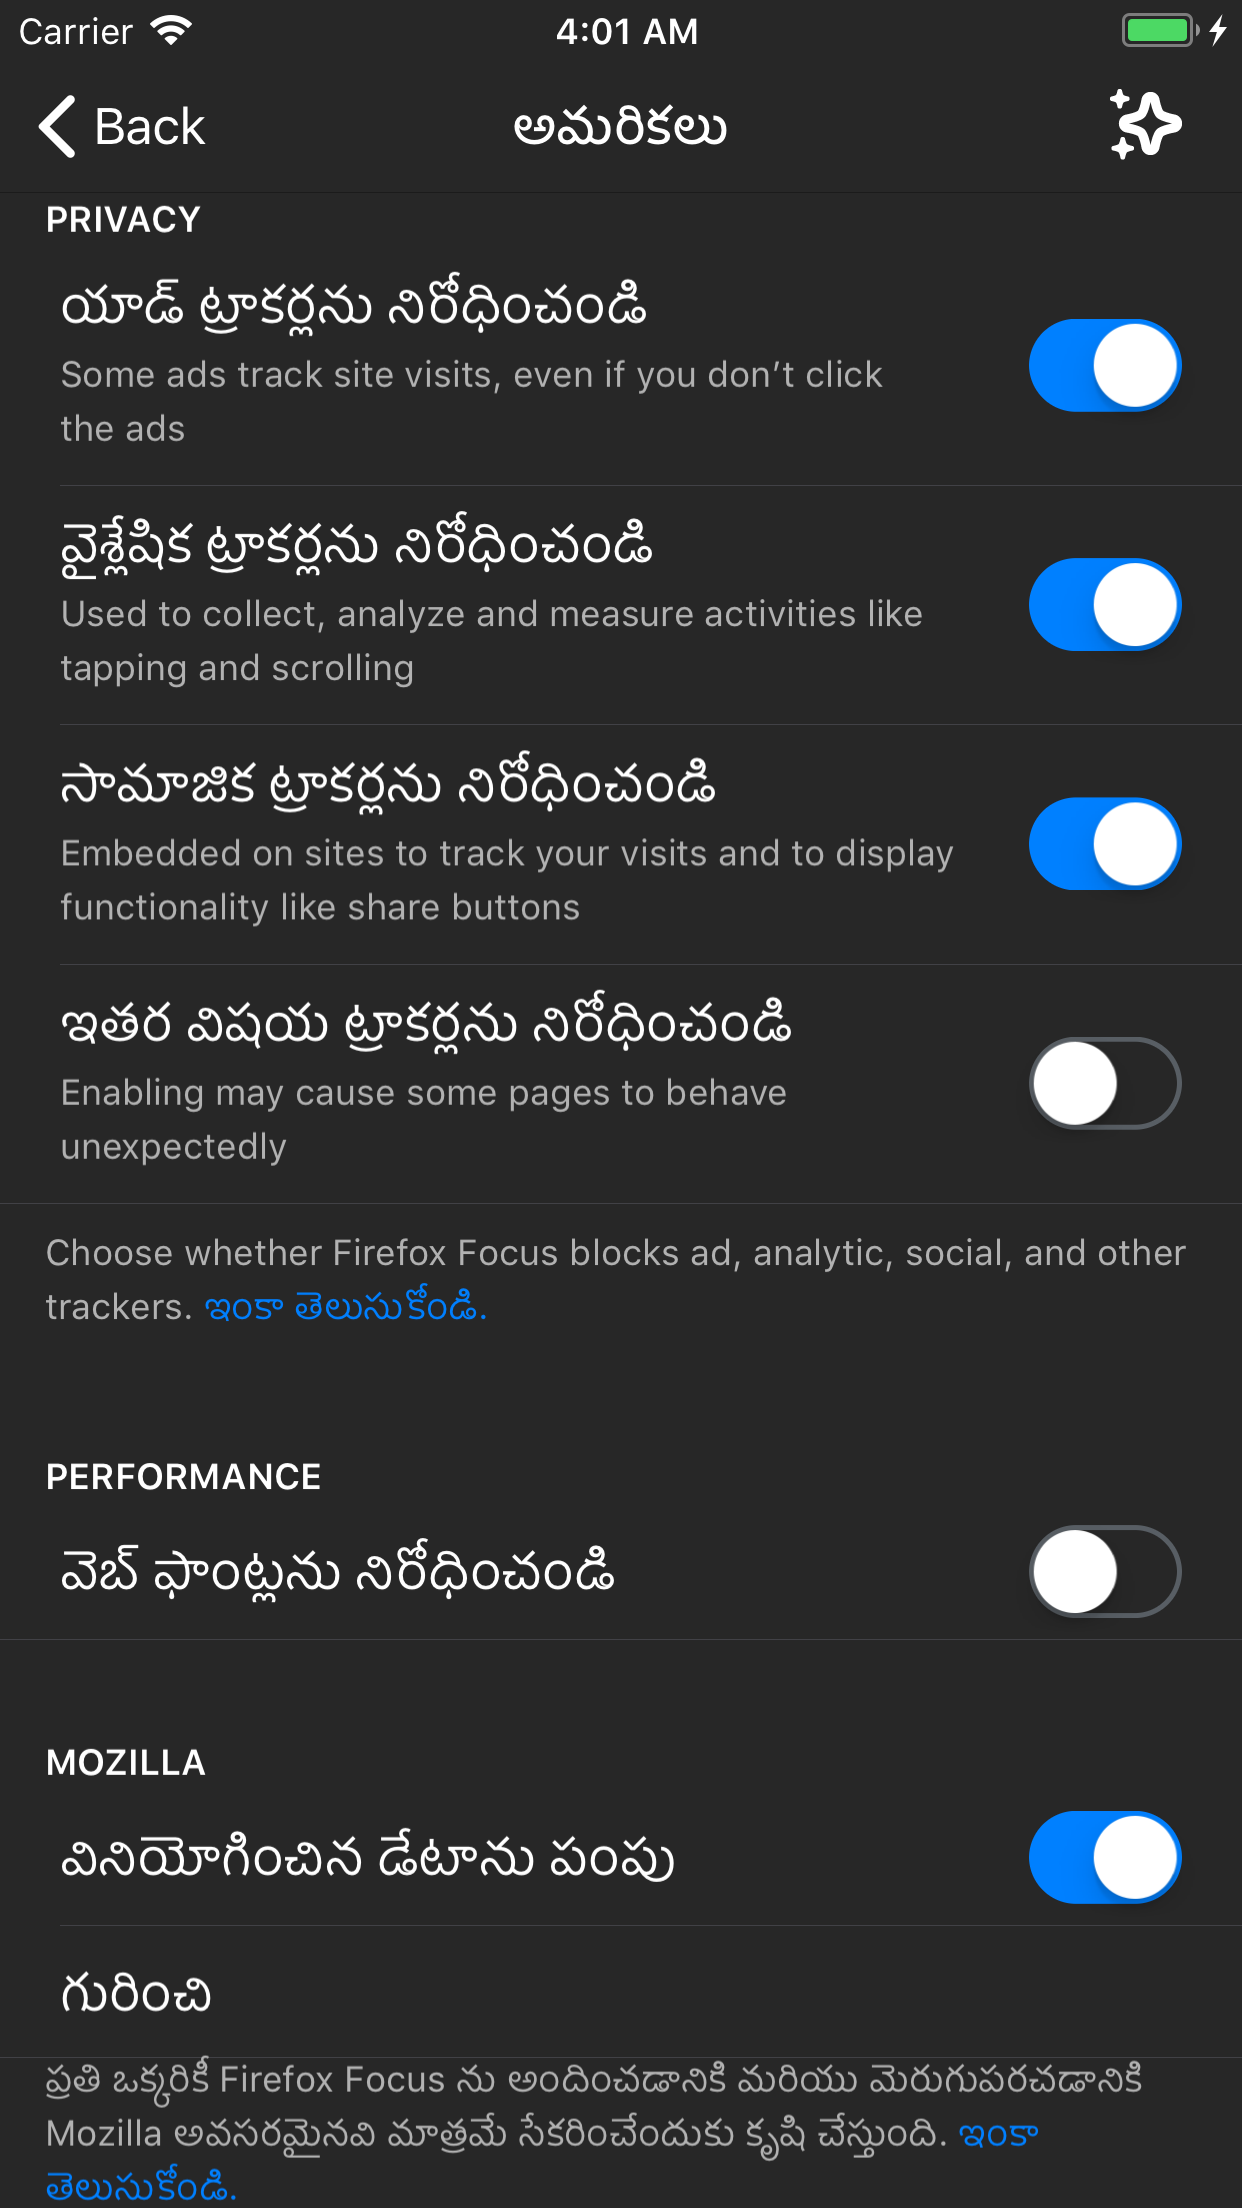 Carrier 4:01 AM
Back అమరికలు
PRIVACY
యాడ్ ట్రాకర్లను నిరోధించండి
Some ads track site visits, even if you don’t click
the ads
వైశ్లేషిక ట్రాకర్లను నిరోధించండి
Used to collect, analyze and measure activities like
tapping and scrolling
సామాజిక ట్రాకర్లను నిరోధించండి
Embedded on sites to track your visits and to display
functionality like share buttons
ఇతర విషయ ట్రాకర్లను నిరోధించండి
Enabling may cause some pages to behave
unexpectedly
Choose whether Firefox Focus blocks ad, analytic, social, and other
trackers. ఇంకా తెలుసుకోండి.
PERFORMANCE
వెబ్ ఫాంట్లను నిరోధించండి
MOZILLA
వినియోగించిన డేటాను పంపు
గురించి
ప్రతి ఒక్కరికీ Firefox Focus ను అందించడానికి మరియు మెరుగుపరచడానికి
Mozilla అవసరమైనవి మాత్రమే సేకరించేందుకు కృషి చేస్తుంది. ఇంకా
తెలుసుకోండి.